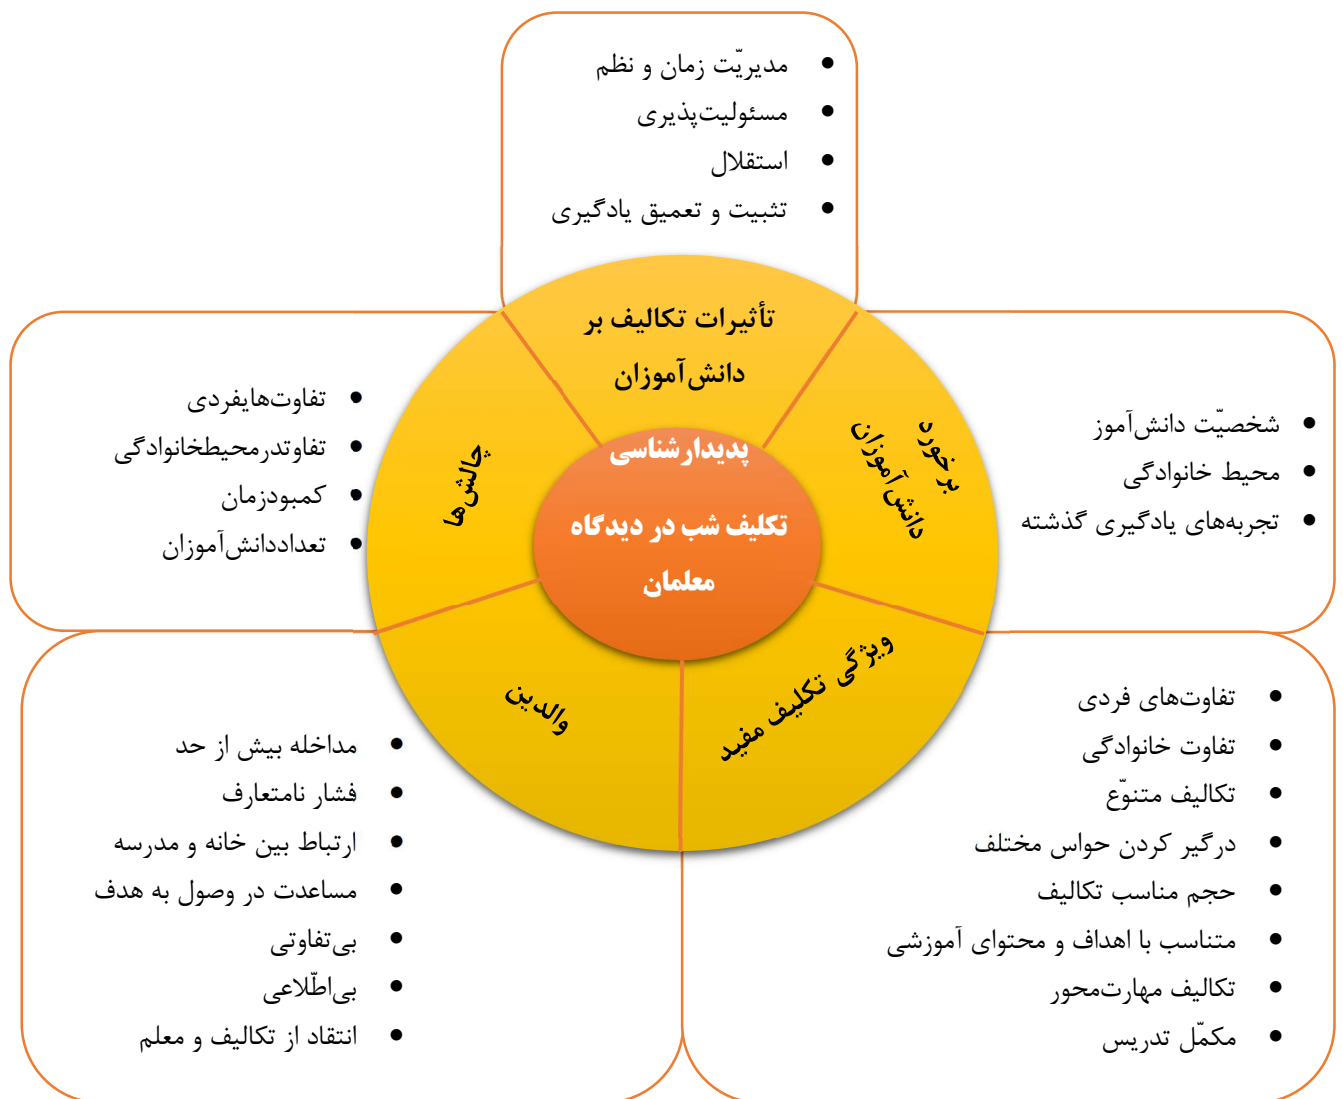 • مدیریّت زمان و نظم
• مسئولیت‌پذیری
• استقلال
• تثبیت و تعمیق یادگیری
تأثیرات تکالیف بر
دانش‌آموزان
برخورد
دانش‌آموزان
• شخصیّت دانش‌آموز
• محیط خانوادگی
• تجربه‌های یادگیری گذشته
چالش‌ها
• تفاوت‌هایفردی
• تفاوتدرمحیطخانوادگی
• کمبودزمان
• تعداددانش‌آموزان
پدیدارشناسی
تکلیف شب در دیدگاه
معلمان
ویژگی تکلیف مفید
• تفاوت‌های فردی
• تفاوت خانوادگی
• تکالیف متنوّع
• درگیر کردن حواس مختلف
• حجم مناسب تکالیف
• متناسب با اهداف و محتوای آموزشی
• تکالیف مهارت‌محور
• مکمّل تدریس
والدین
• مداخله بیش از حد
• فشار نامتعارف
• ارتباط بین خانه و مدرسه
• مساعدت در وصول به هدف
• بی‌تفاوتی
• بی‌اطّلاعی
• انتقاد از تکالیف و معلم